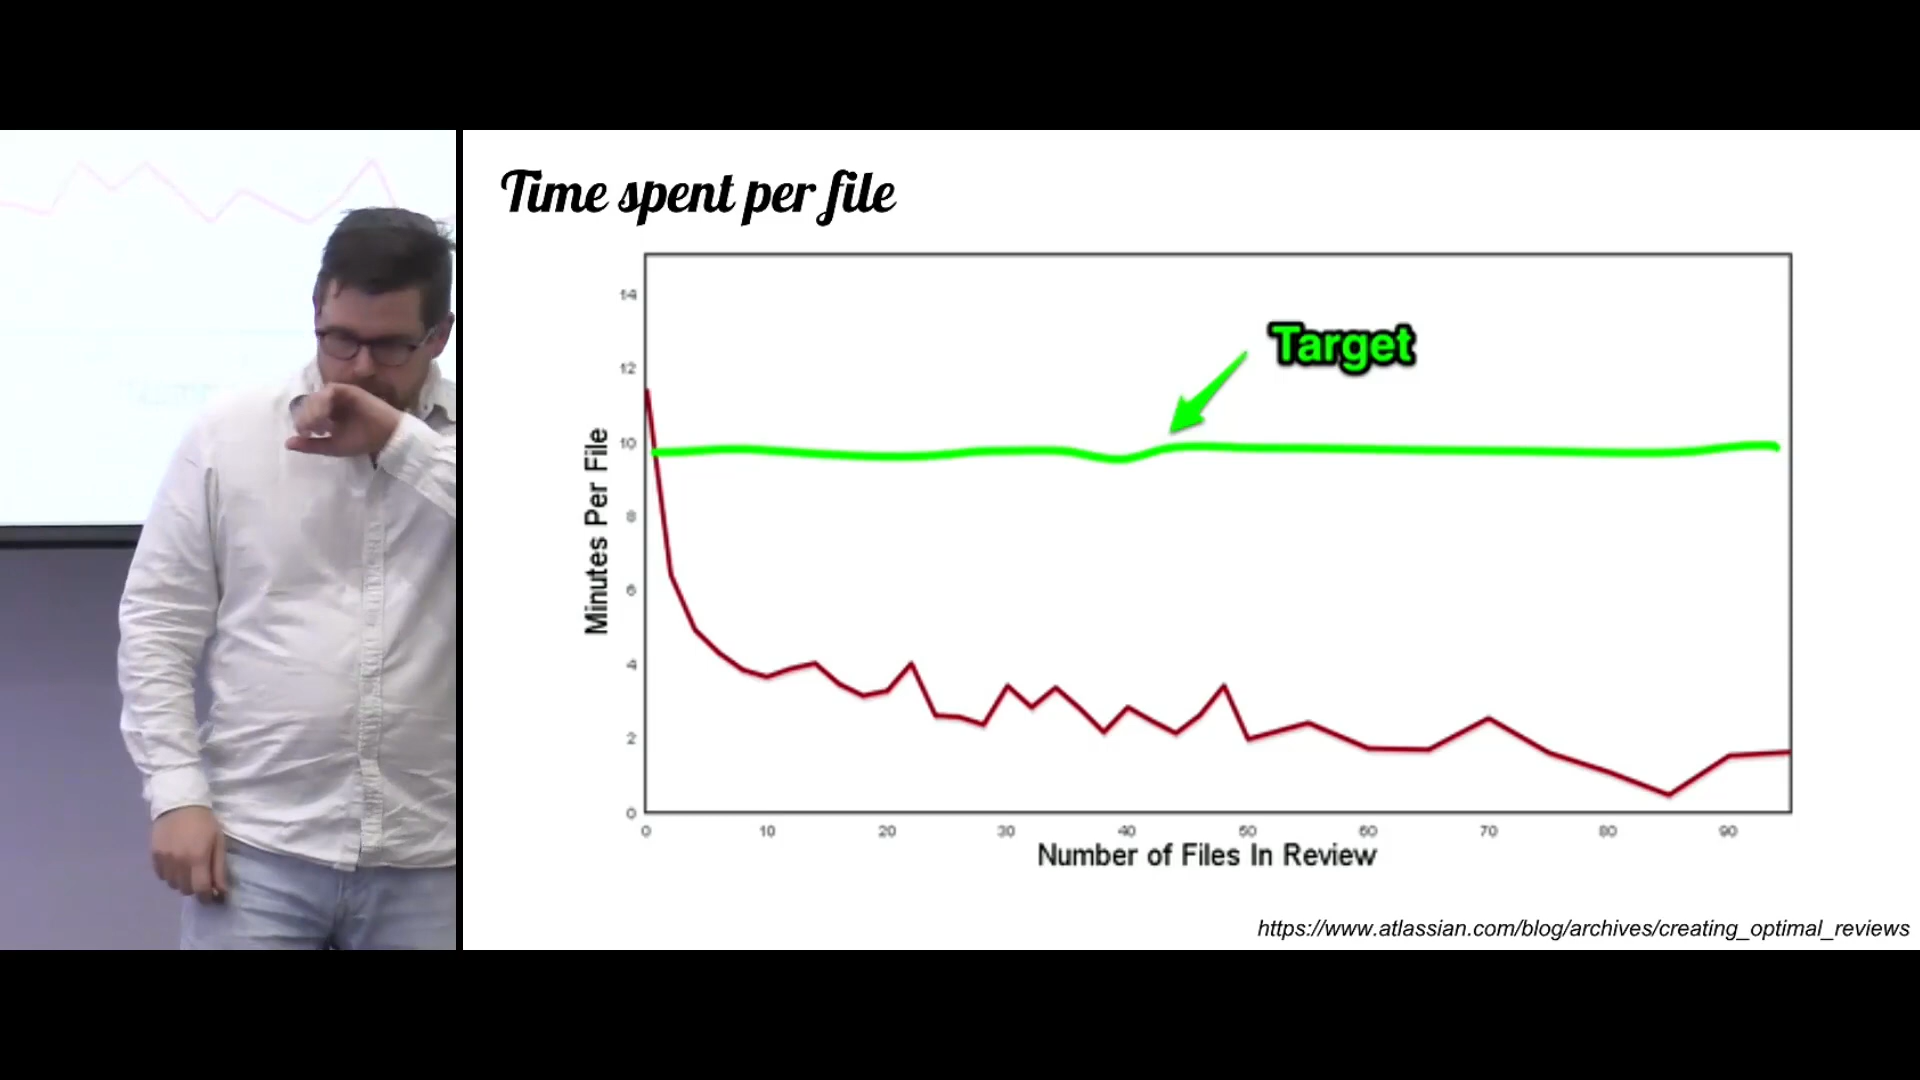 Time spent per file
Target
Minutes Per File
14
12
10
8
6
4
2
0
0 10 20 30 40 50 60 70 80 90
Number of Files In Review
https://www.atlassian.com/blog/archives/creating_optimal_reviews